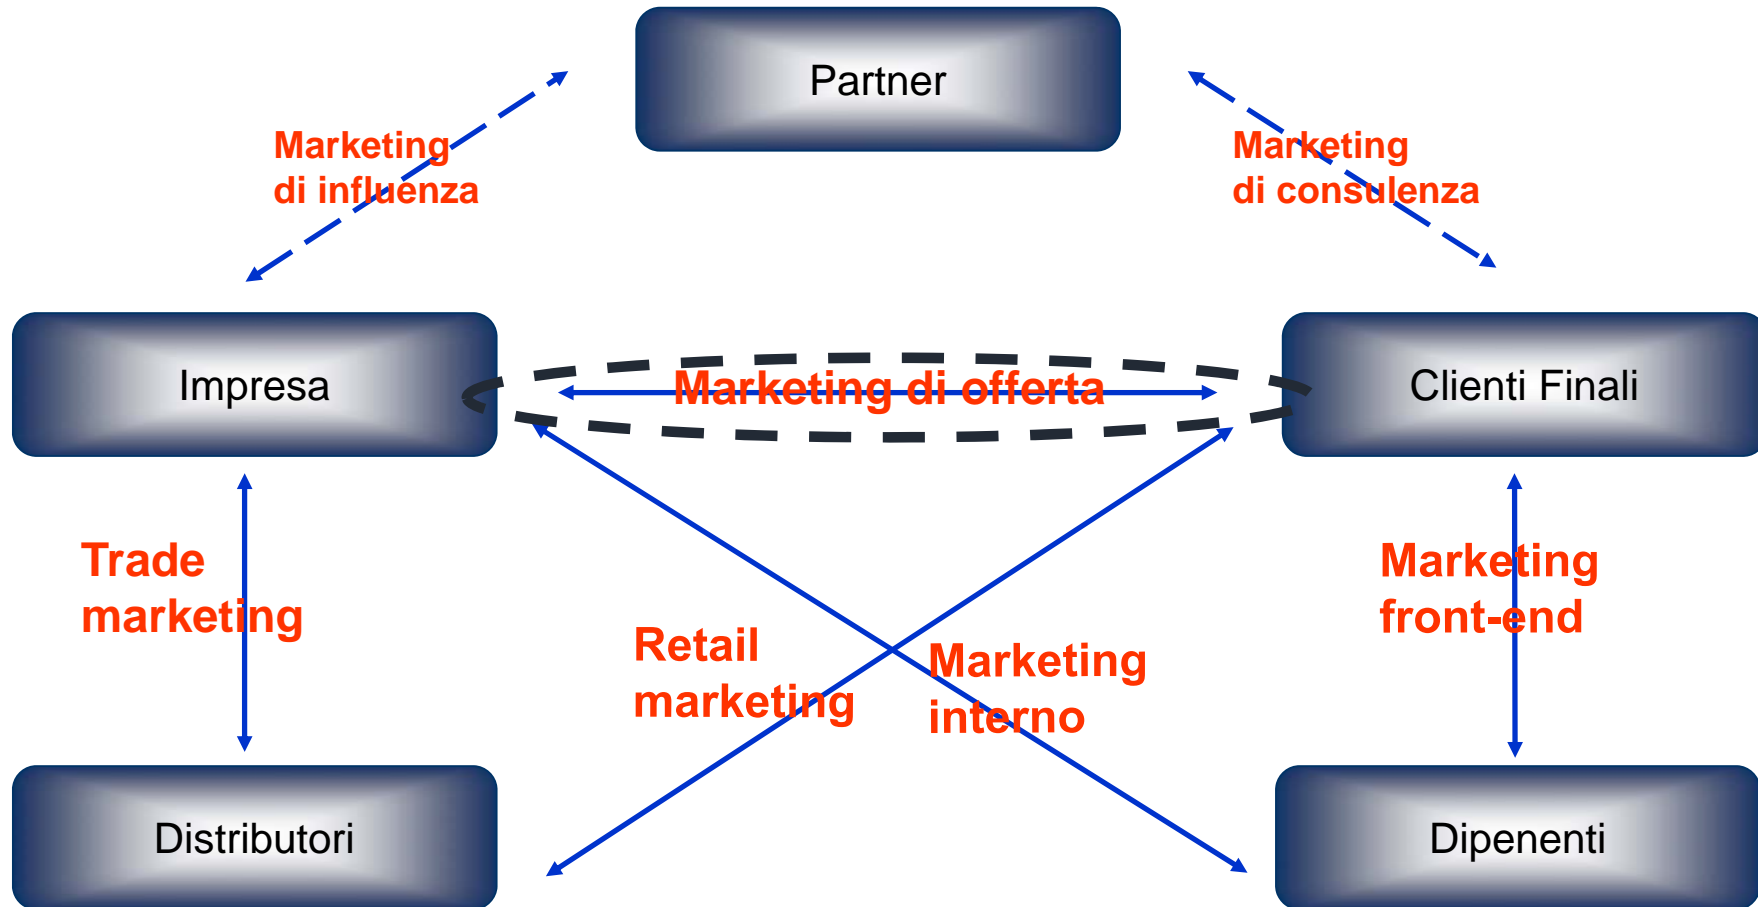 Partner
Marketing
di influenza
Marketing
di consulenza
Impresa
Marketing di offerta
Clienti Finali
Trade
marketing
Retail
marketing
Marketing
interno
Marketing
front-end
Distributori
Dipenenti